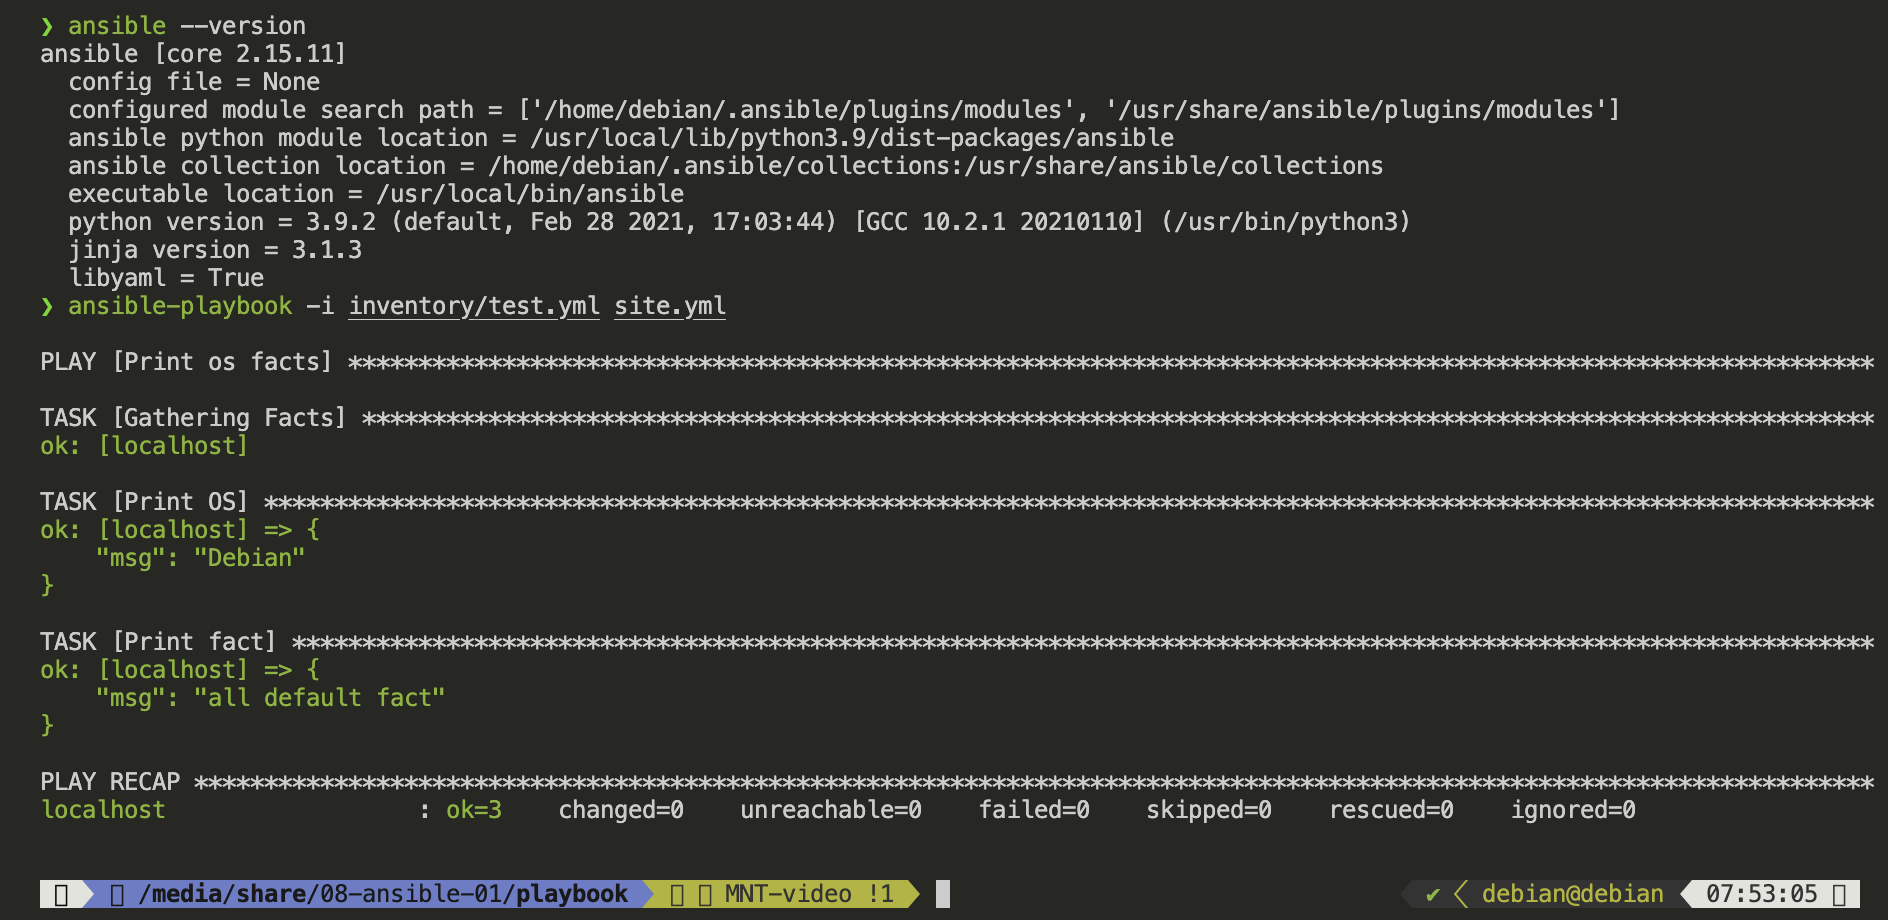 ❯ ansible --version
ansible [core 2.15.11]
  config file = None
  configured module search path = ['/home/debian/.ansible/plugins/modules', '/usr/share/ansible/plugins/modules']
  ansible python module location = /usr/local/lib/python3.9/dist-packages/ansible
  ansible collection location = /home/debian/.ansible/collections:/usr/share/ansible/collections
  executable location = /usr/local/bin/ansible
  python version = 3.9.2 (default, Feb 28 2021, 17:03:44) [GCC 10.2.1 20210110] (/usr/bin/python3)
  jinja version = 3.1.3
  libyaml = True
❯ ansible-playbook -i inventory/test.yml site.yml
PLAY [Print os facts] *************************************************************************************************************
TASK [Gathering Facts] ************************************************************************************************************
ok: [localhost]
TASK [Print OS] *******************************************************************************************************************
ok: [localhost] => {
    "msg": "Debian"
}
TASK [Print fact] *****************************************************************************************************************
ok: [localhost] => {
    "msg": "all default fact"
}
PLAY RECAP ************************************************************************************************************************
localhost                  : ok=3    changed=0    unreachable=0    failed=0    skipped=0    rescued=0    ignored=0
/media/share/08-ansible-01/playbook MNT-video !1 ✔ debian@debian 07:53:05